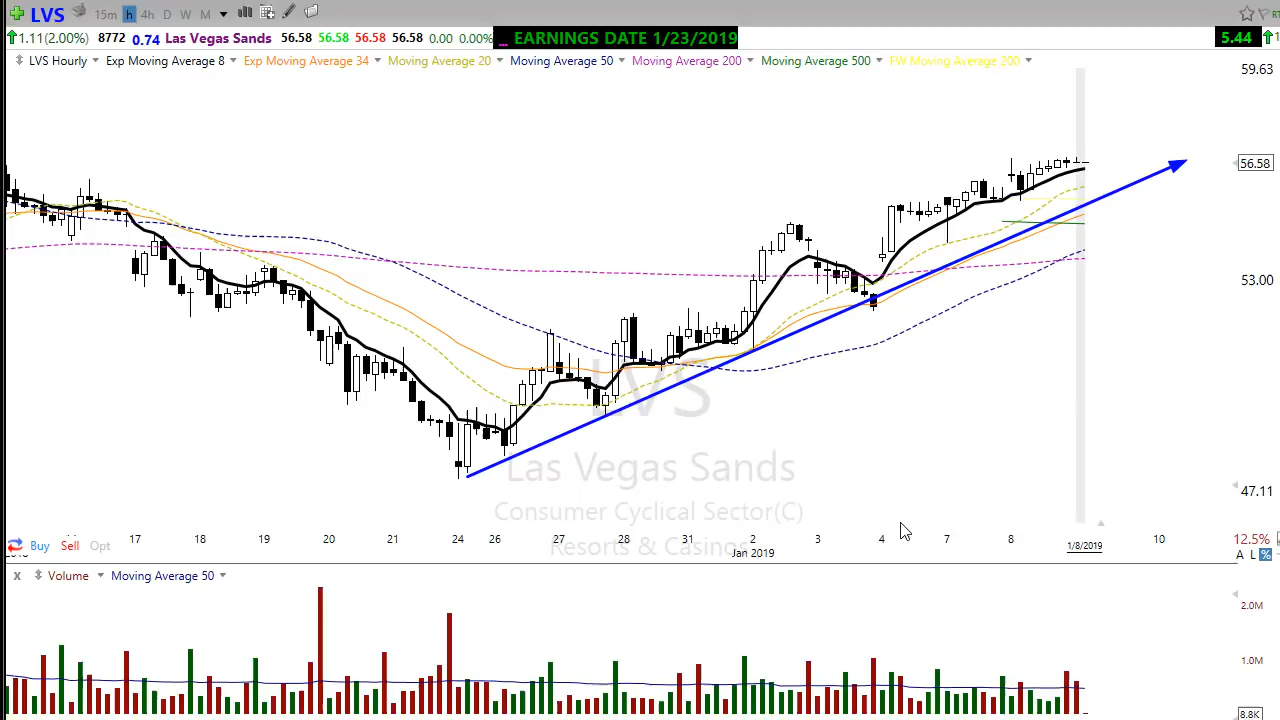 LVS 15m h 4h D W M
1.11(2.00%) 8772 0.74 Las Vegas Sands 56.58 56.58 56.58 56.58 0.00 0.00% _ EARNINGS DATE 1/23/2019 5.44
LVS Hourly Exp Moving Average 8 Exp Moving Average 34 Moving Average 20 Moving Average 50 Moving Average 200 Moving Average 500 FW Moving Average 200
59.63
56.58
53.00
LVS
Las Vegas Sands
47.11
Consumer Cyclical Sector(C)
17 18 19 20 24 26 27 28 31 2 3 4 7 8 10 12.5%
Buy Sell Opt Resorts & Casinos 1/8/2019
Jan 2019 A L %
X Volume Moving Average 50
2.0M
1.0M
8.8K